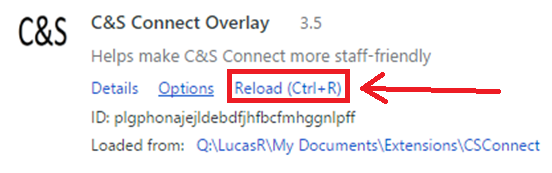 C&S
C&S Connect Overlay 3.5
Helps make C&S Connect more staff-friendly
Details Options Reload (Ctrl+R)
ID: plgphonajejldebdfjhfbcfmhggnlpff
Loaded from: Q:\LucasR\My Documents\Extensions\CSConnect